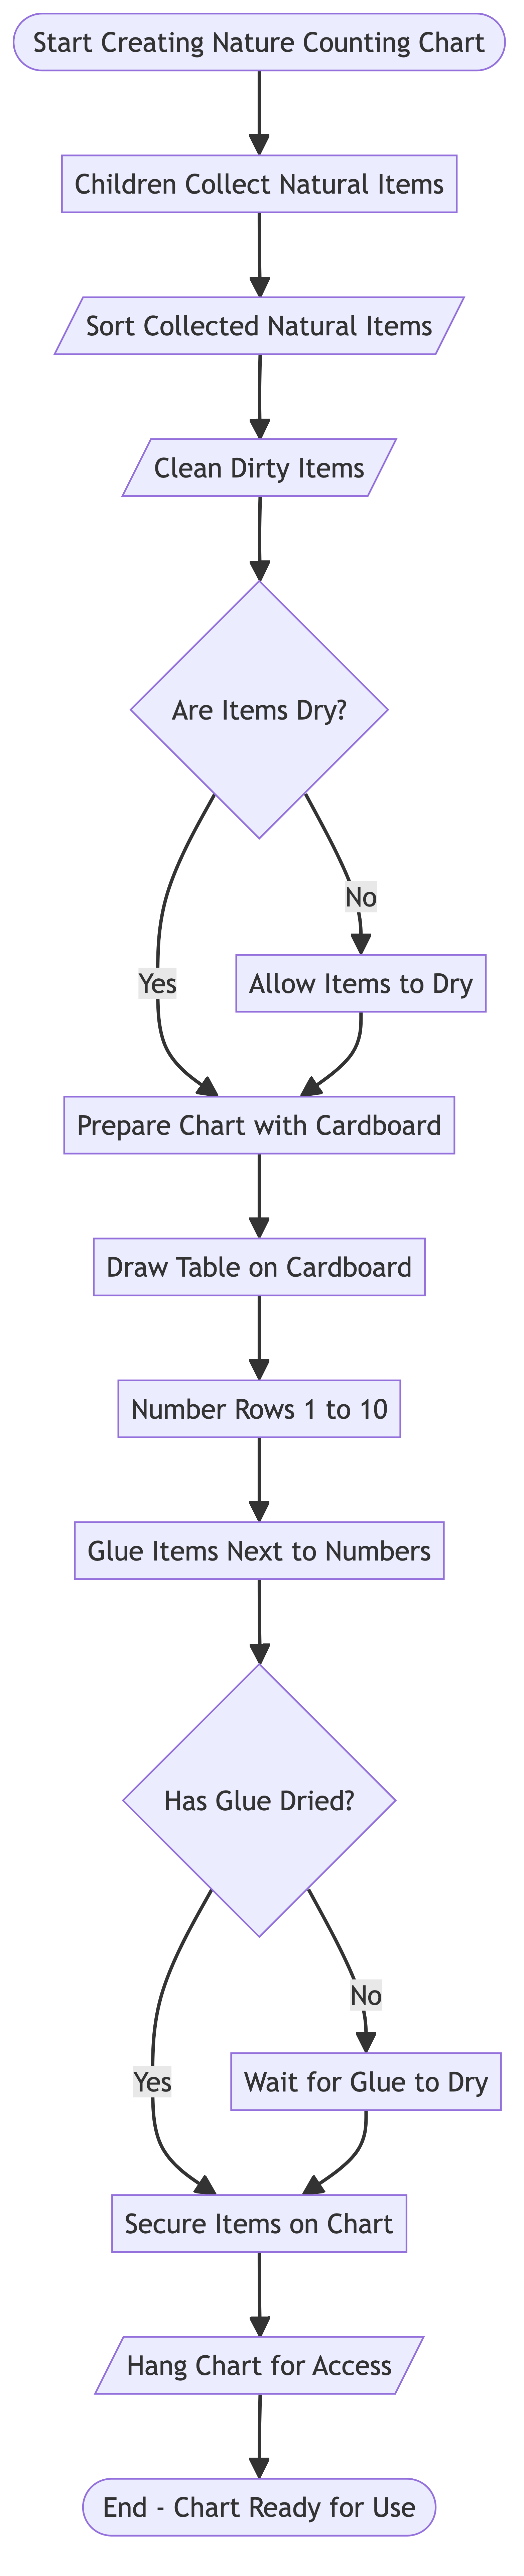 Start Creating Nature Counting Chart
Children Collect Natural Items
Sort Collected Natural Items
Clean Dirty Items
Are Items Dry?
No
Yes
Allow Items to Dry
Prepare Chart with Cardboard
Draw Table on Cardboard
Number Rows 1 to 10
Glue Items Next to Numbers
Has Glue Dried?
No
Yes
Wait for Glue to Dry
Secure Items on Chart
Hang Chart for Access
End - Chart Ready for Use